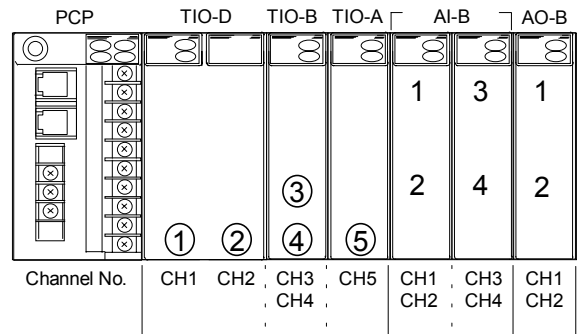 PCP TIO-D TIO-B TIO-A AI-B AO-B
1 3 1
③ 2 4 2
① ② ④ ⑤
Channel No. CH1 CH2 CH3 CH5 CH1 CH3 CH1
CH4 CH2 CH4 CH2